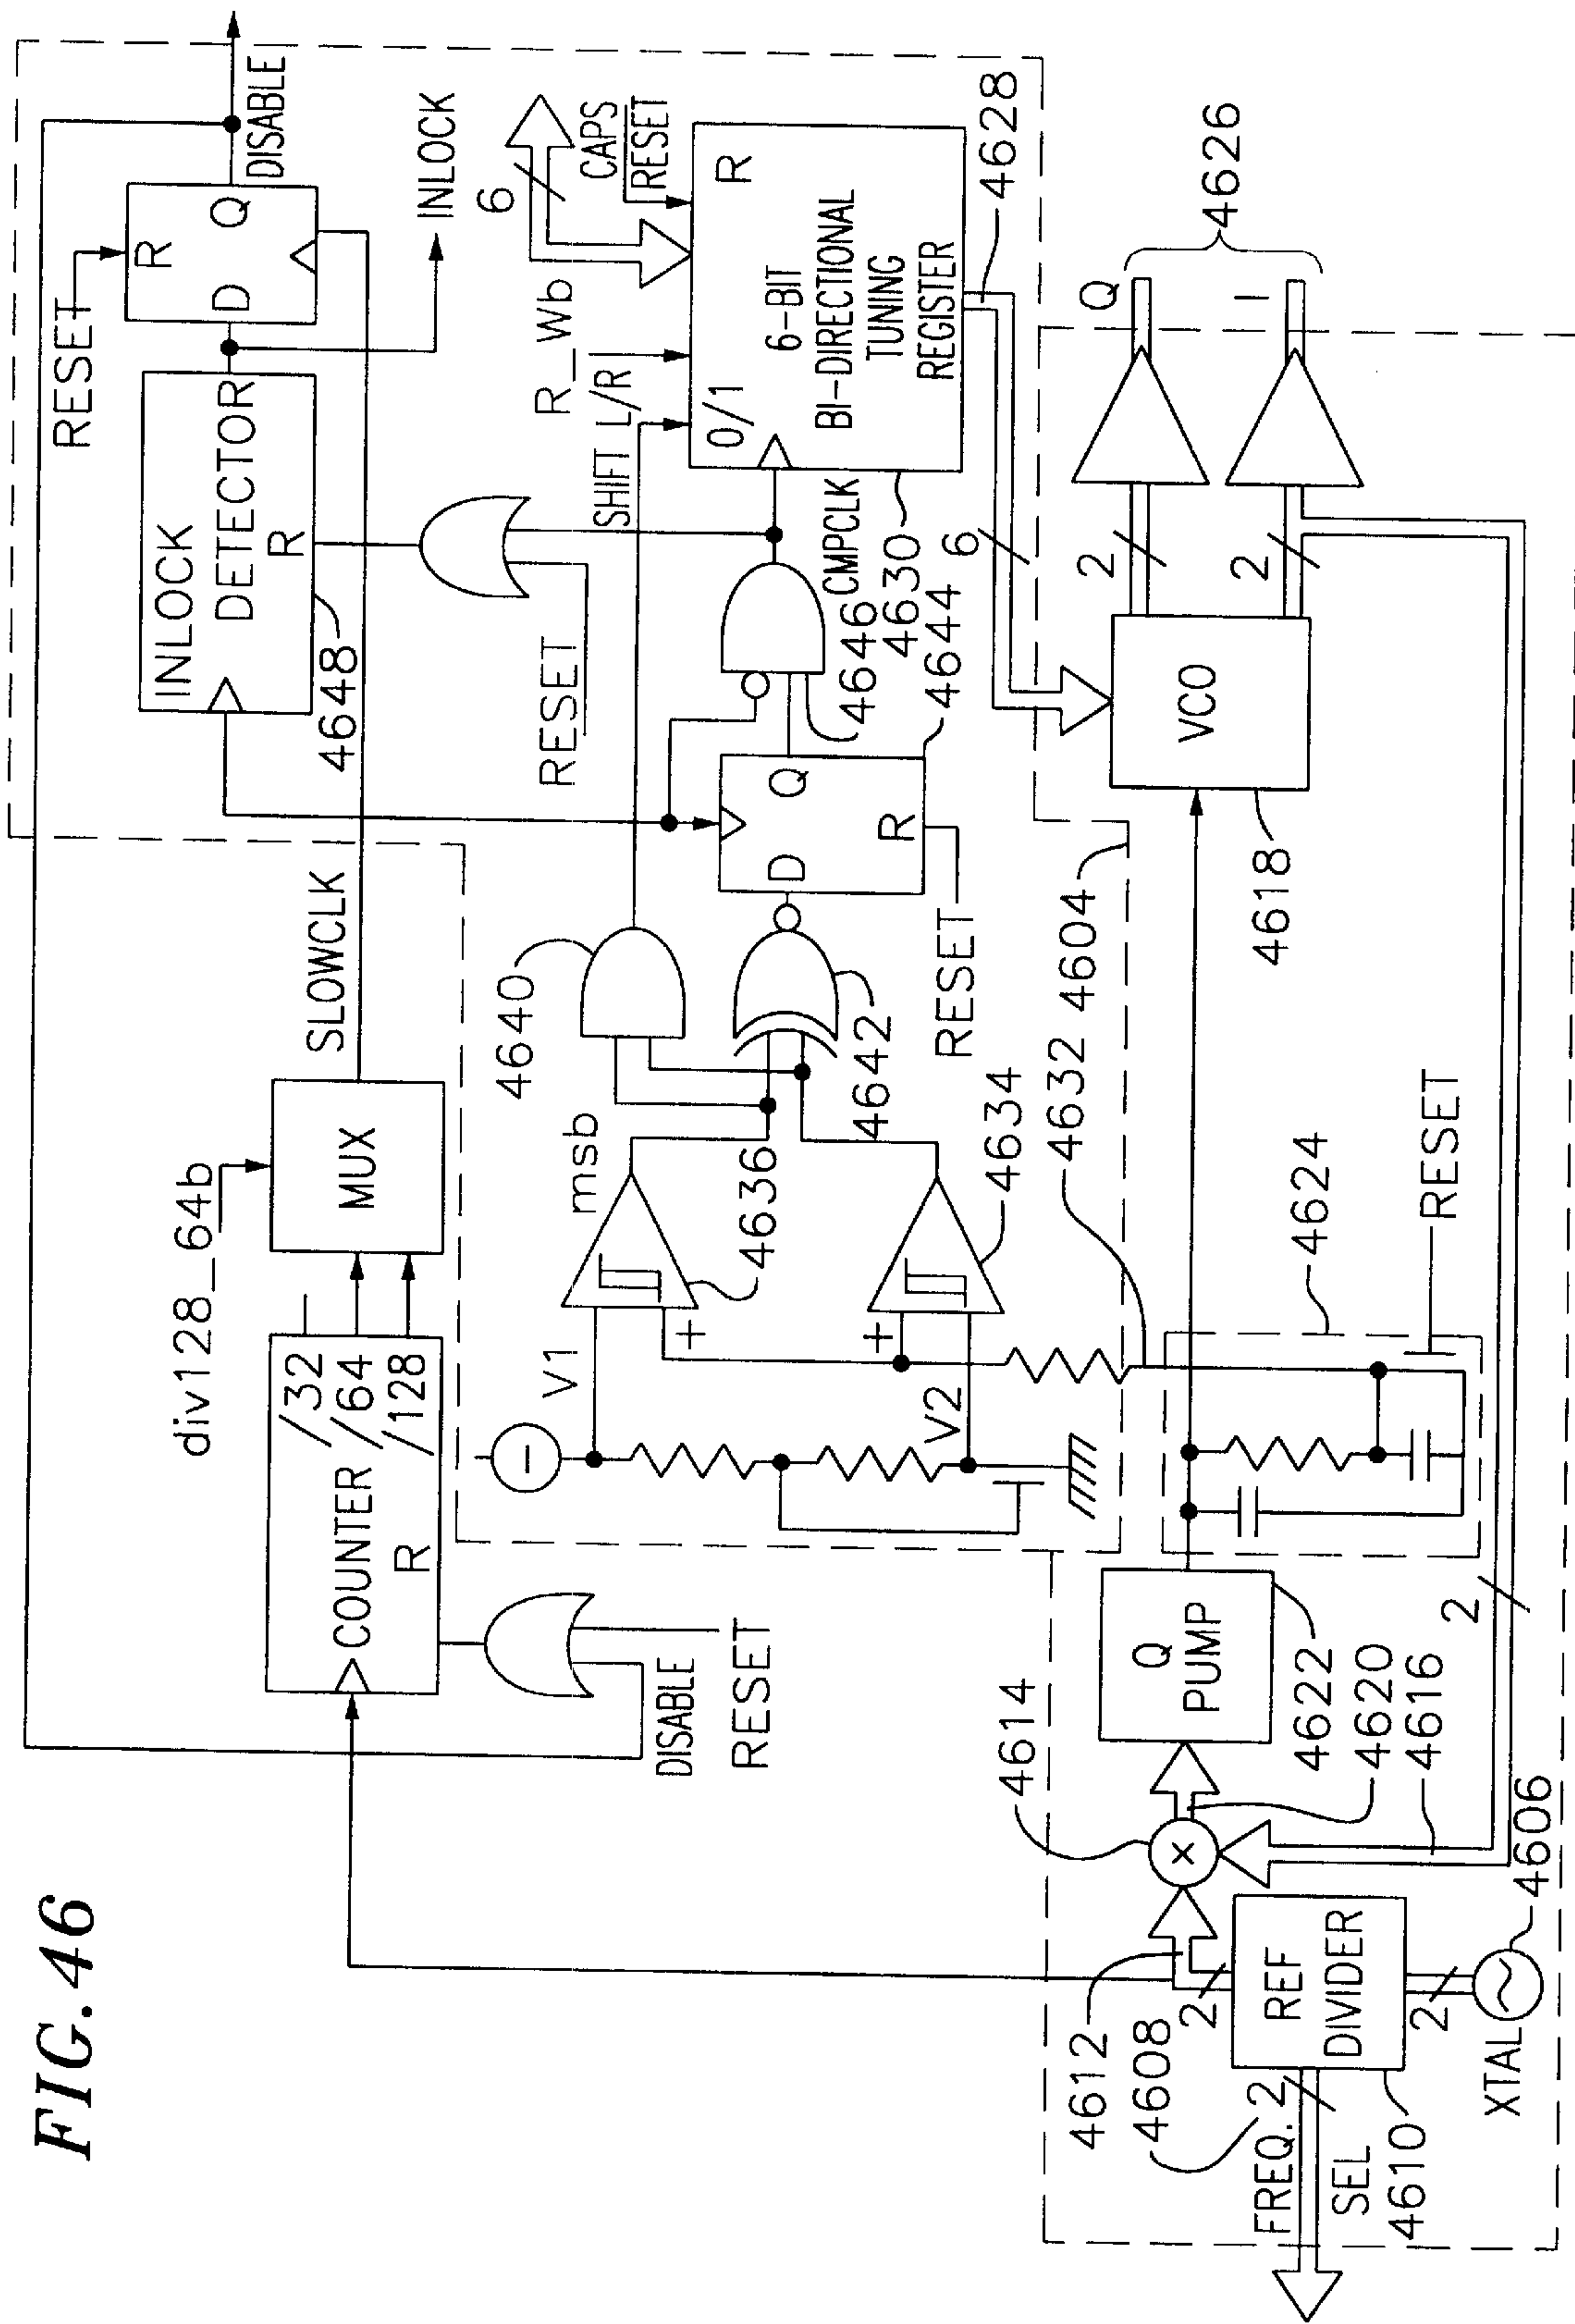 FIG.46
RESET
R
D
Q
DISABLE
INLOCK
DETECTOR
R
4648
INLOCK
div128_64b
COUNTER
/32
/64
/128
R
MUX
SLOWCLK
DISABLE
RESET
RESET
6
CAPS
RESET
R_Wb
SHIFT L/R
0/1
R
6-BIT
BI-DIRECTIONAL
TUNING
REGISTER
CMPCLK
4630
4628
6
4646
4644
D
Q
R
RESET
4640
4642
msb
4636
4634
V1
+
+
V2
4632
4604
VCO
4618
2
2
Q
I
4626
4624
RESET
Q
PUMP
4622
4620
4616
4614
2
4612
4608
2
REF
DIVIDER
2
XTAL
4606
FREQ.
SEL
2
4610